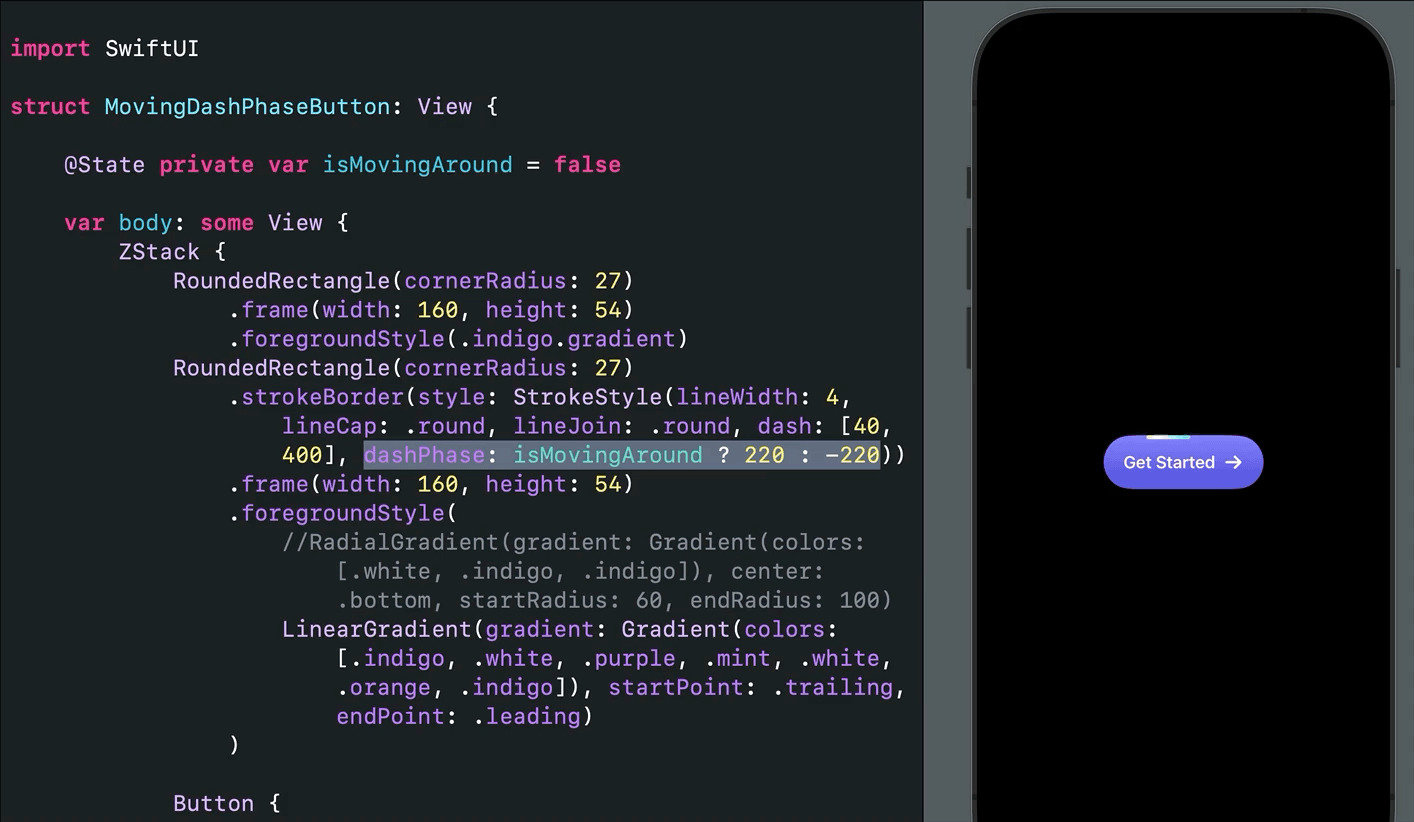 import SwiftUI
struct MovingDashPhaseButton: View {
@State private var isMovingAround = false
var body: some View {
ZStack {
RoundedRectangle(cornerRadius: 27)
.frame(width: 160, height: 54)
.foregroundStyle(.indigo.gradient)
RoundedRectangle(cornerRadius: 27)
.strokeBorder(style: StrokeStyle(lineWidth: 4,
lineCap: .round, lineJoin: .round, dash: [40,
400], dashPhase: isMovingAround ? 220 : -220))
.frame(width: 160, height: 54)
.foregroundStyle(
//RadialGradient(gradient: Gradient(colors:
[.white, .indigo, .indigo]), center:
.bottom, startRadius: 60, endRadius: 100)
LinearGradient(gradient: Gradient(colors:
[.indigo, .white, .purple, .mint, .white,
.orange, .indigo]), startPoint: .trailing,
endPoint: .leading)
)
Button {
Get Started →